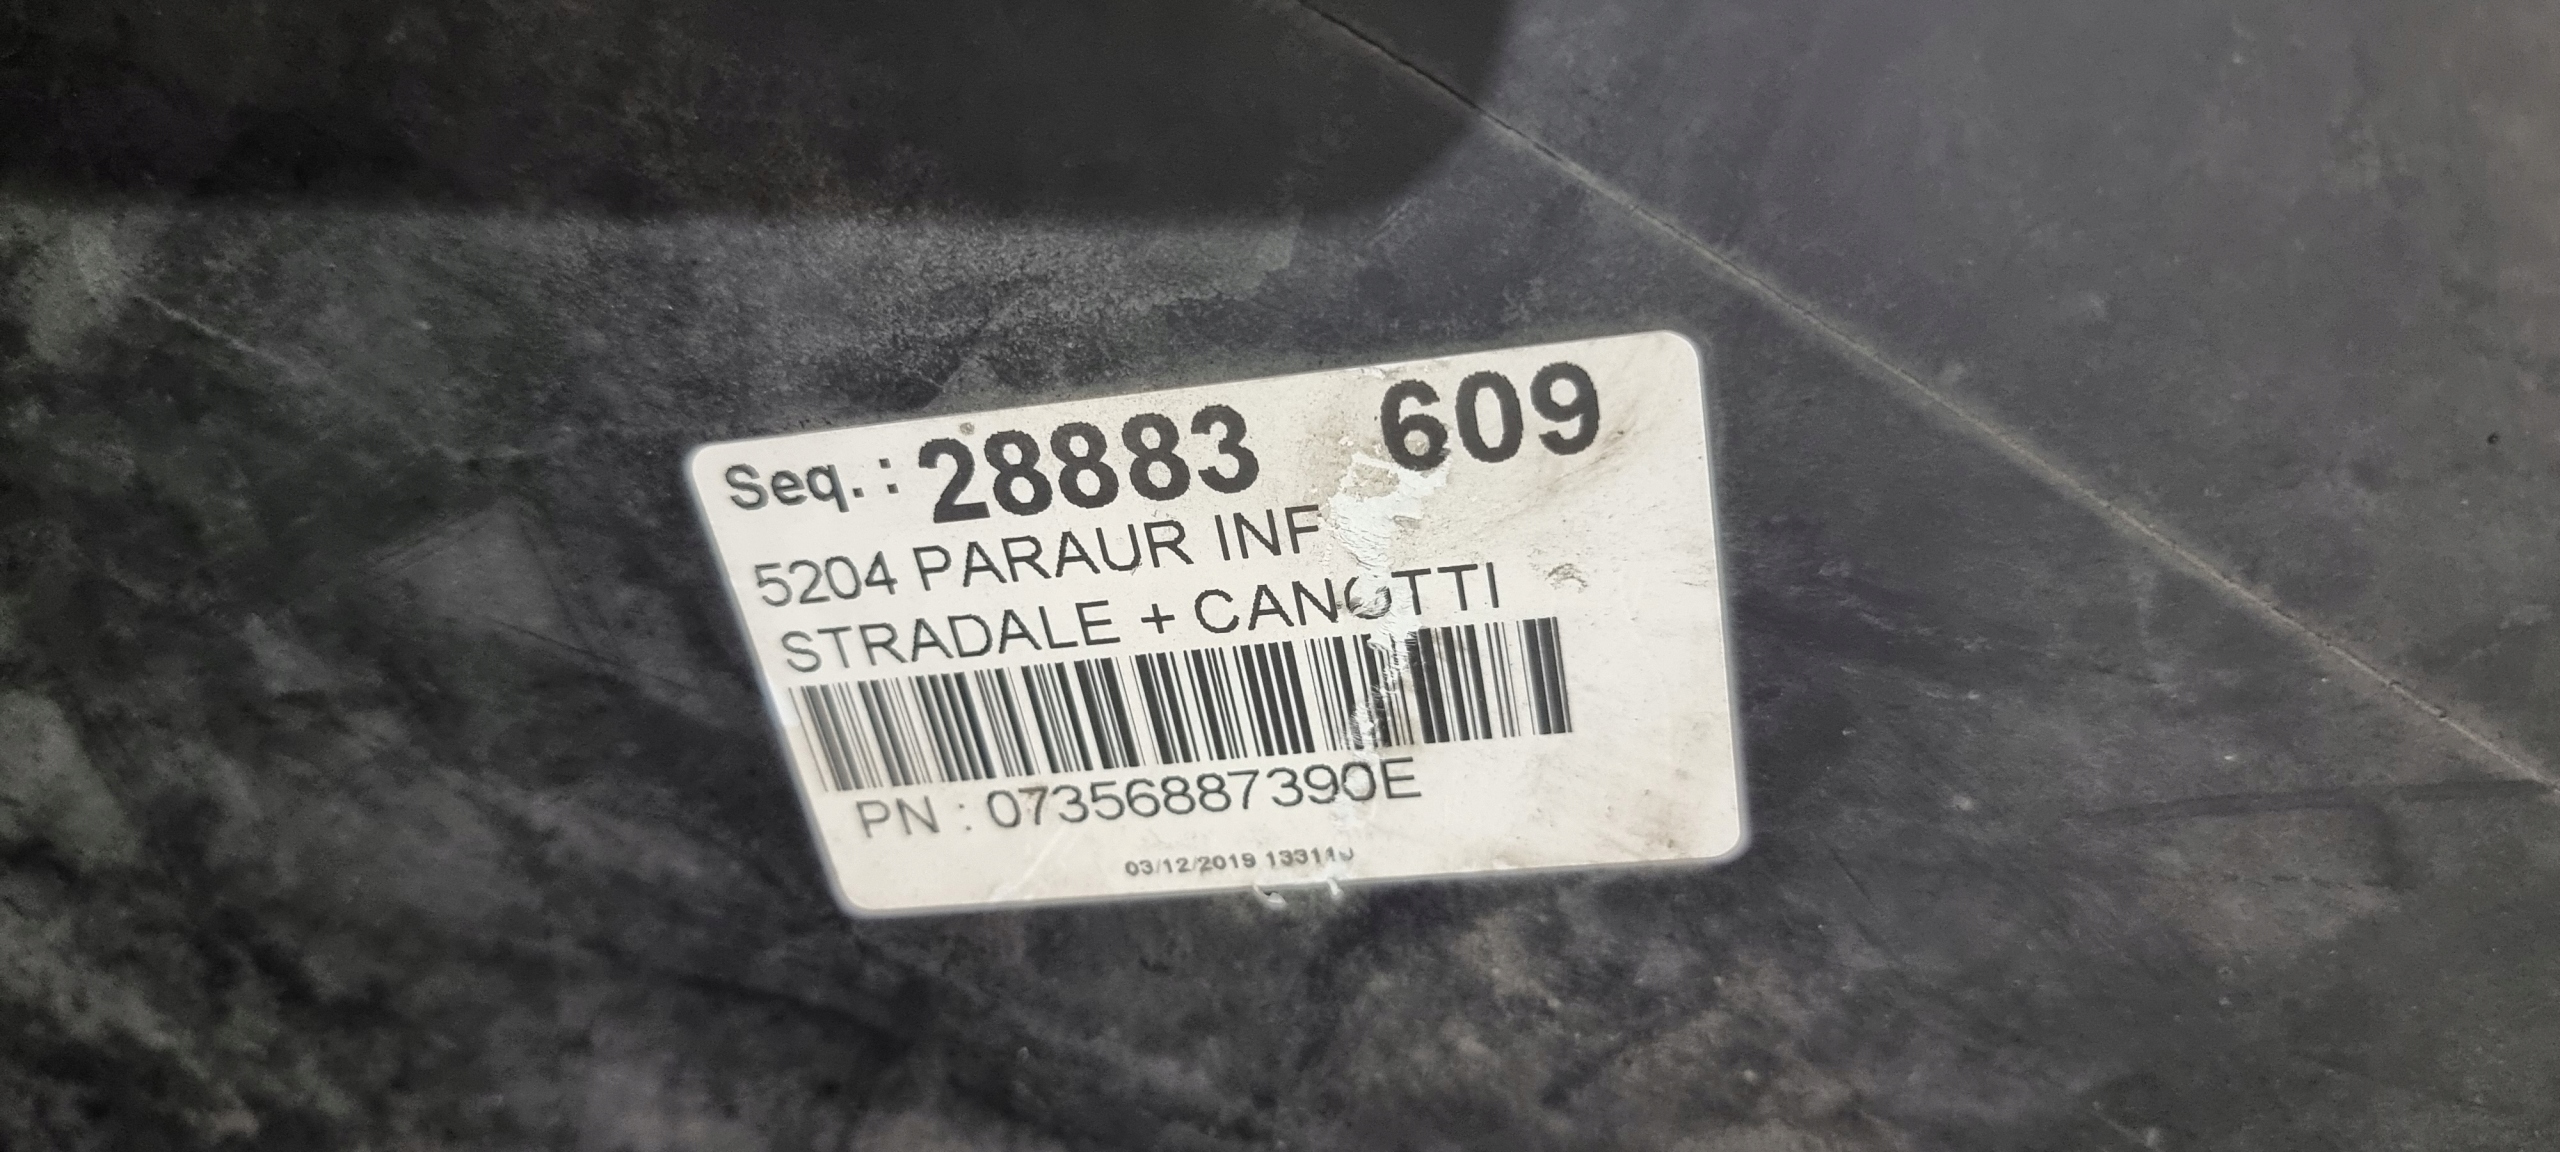 Seq.: 28883 609
5204 PARAUR INF
STRADALE + CANOTTI
PN : 07356887390E
03/12/2019